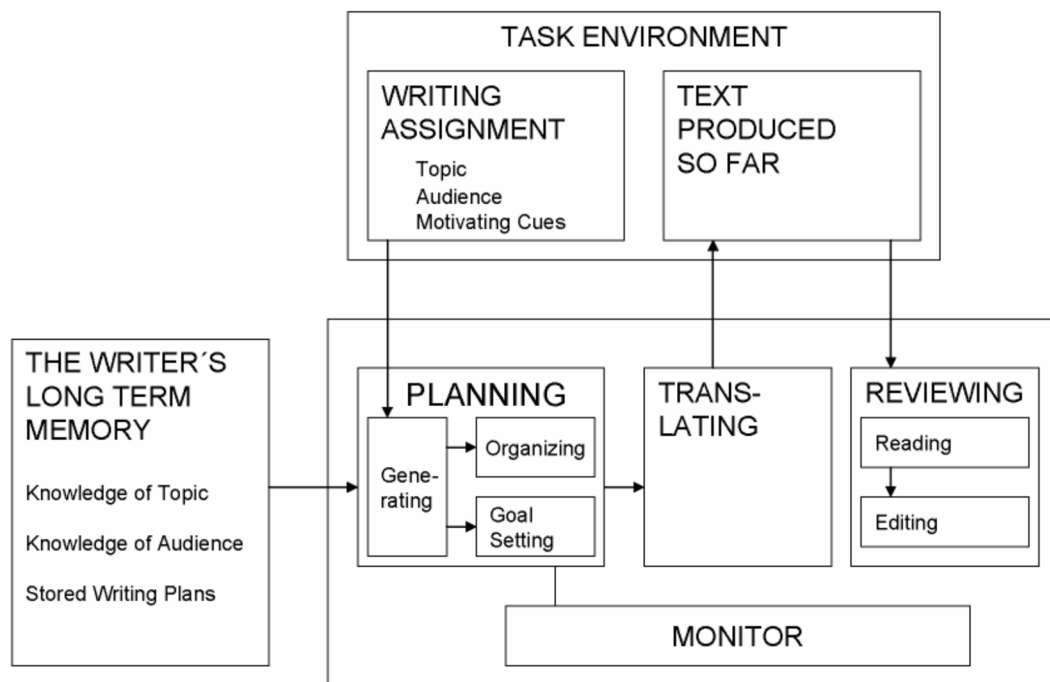 TASK ENVIRONMENT
WRITING
ASSIGNMENT
Topic
Audience
Motivating Cues
TEXT
PRODUCED
SO FAR
THE WRITER´S
LONG TERM
MEMORY
Knowledge of Topic
Knowledge of Audience
Stored Writing Plans
PLANNING
Gene-
rating
Organizing
Goal
Setting
TRANS-
LATING
REVIEWING
Reading
Editing
MONITOR